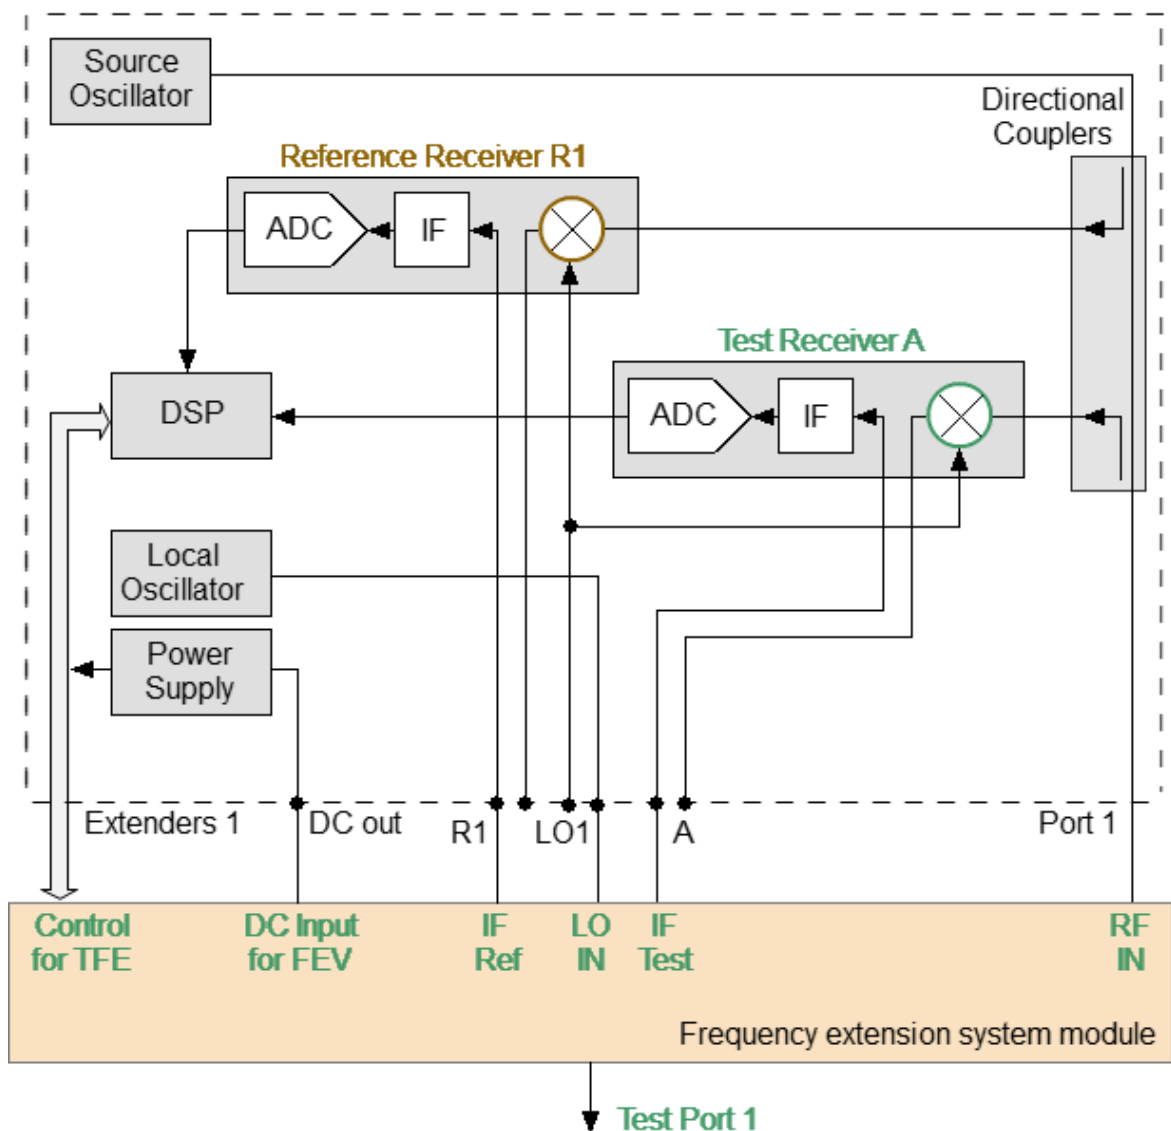 Source
Oscillator
Directional
Couplers
Reference Receiver R1
ADC
IF
Test Receiver A
ADC
IF
DSP
Local
Oscillator
Power
Supply
Extenders 1
DC out
R1
LO1
A
Port 1
Control
for TFE
DC Input
for FEV
IF
Ref
LO
IN
IF
Test
RF
IN
Frequency extension system module
Test Port 1